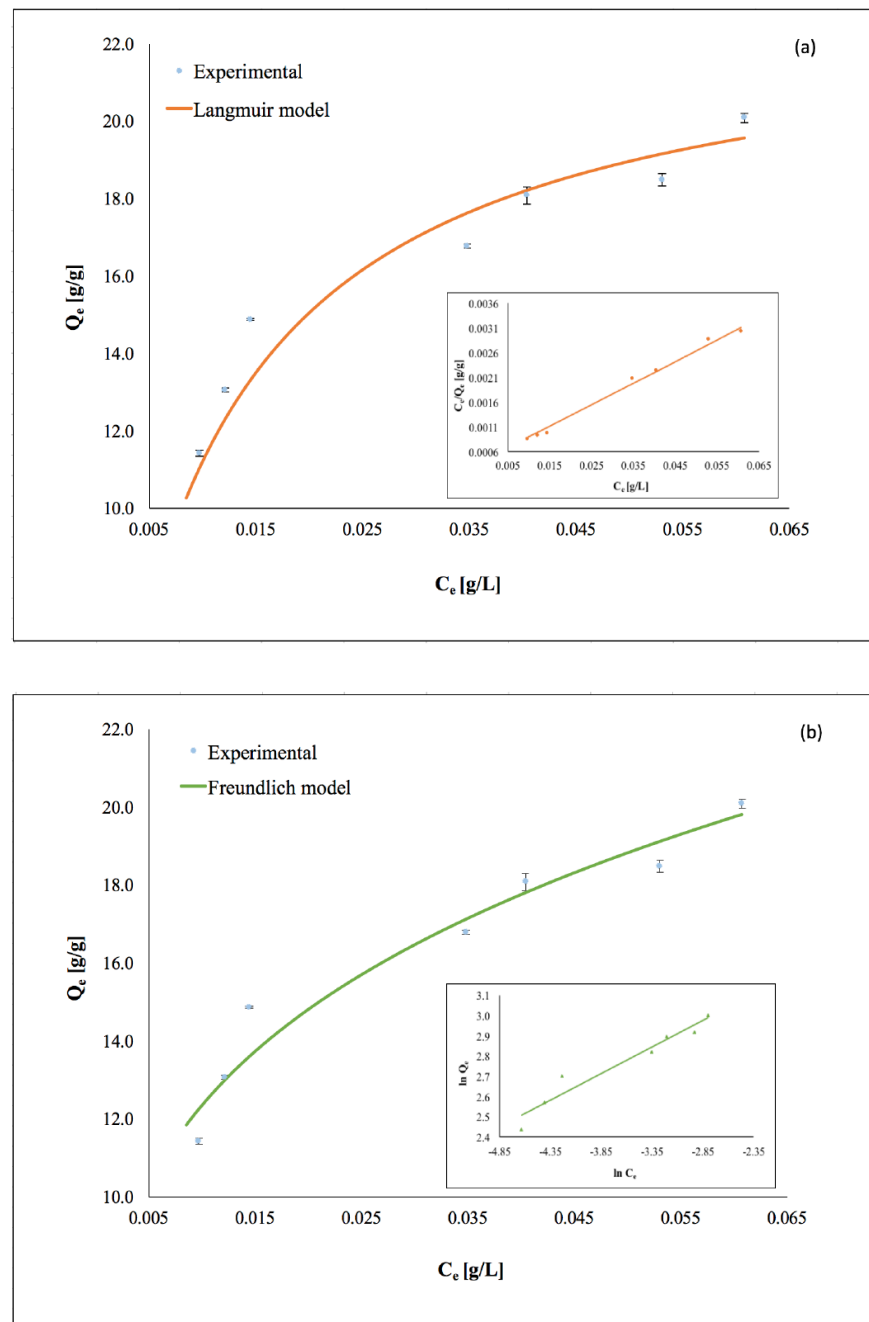 (a)
22.0
20.0
18.0
16.0
14.0
12.0
10.0
Experimental
Langmuir model
Qe [g/g]
0.005 0.015 0.025 0.035 0.045 0.055 0.065
Ce [g/L]
0.0036
0.0031
0.0026
0.0021
0.0016
0.0011
0.0006
Ce/Qe [g/g]
0.005 0.015 0.025 0.035 0.045 0.055 0.065
Ce [g/L]
(b)
22.0
20.0
18.0
16.0
14.0
12.0
10.0
Experimental
Freundlich model
Qe [g/g]
0.005 0.015 0.025 0.035 0.045 0.055 0.065
Ce [g/L]
3.1
3.0
2.9
2.8
2.7
2.6
2.5
2.4
ln Qe
-4.85 -4.35 -3.85 -3.35 -2.85 -2.35
ln Ce